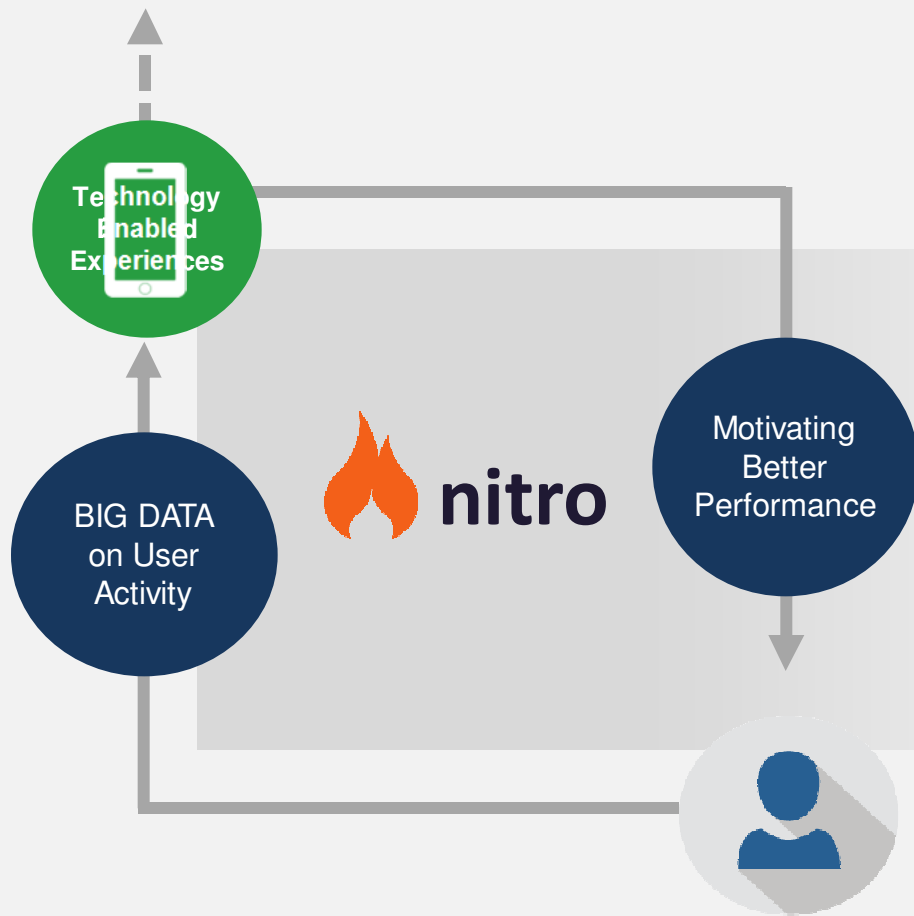 Technology
Enabled
Experiences
Motivating
Better
Performance
nitro
BIG DATA
on User
Activity